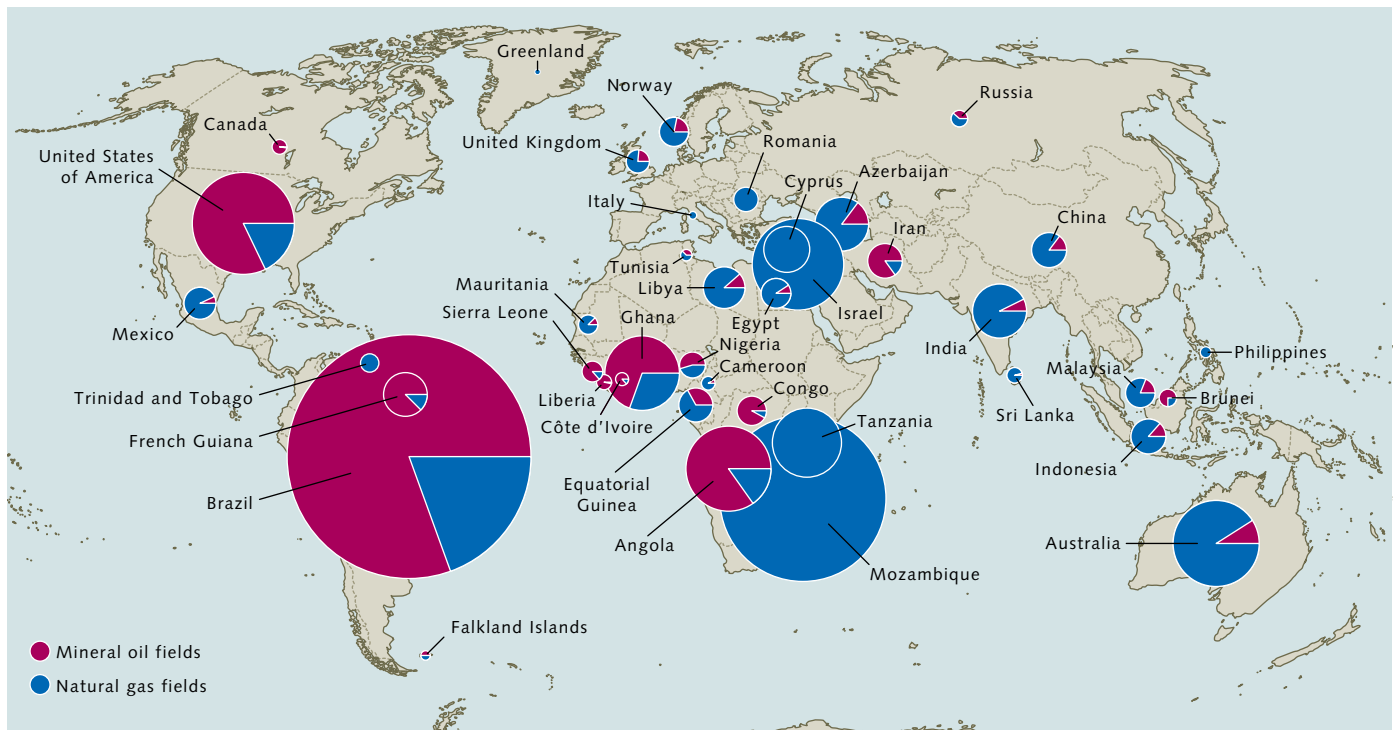 Greenland
Norway
Russia
Canada
United Kingdom
Romania
United States
of America
Cyprus
Azerbaijan
Italy
China
Iran
Tunisia
Mauritania
Libya
Sierra Leone
Ghana
Egypt
Israel
Mexico
Nigeria
India
Philippines
Cameroon
Malaysia
Trinidad and Tobago
Liberia
Congo
Brunei
Sri Lanka
Côte d’Ivoire
Tanzania
French Guiana
Indonesia
Equatorial
Guinea
Brazil
Angola
Australia
Mozambique
Falkland Islands
Mineral oil fields
Natural gas fields